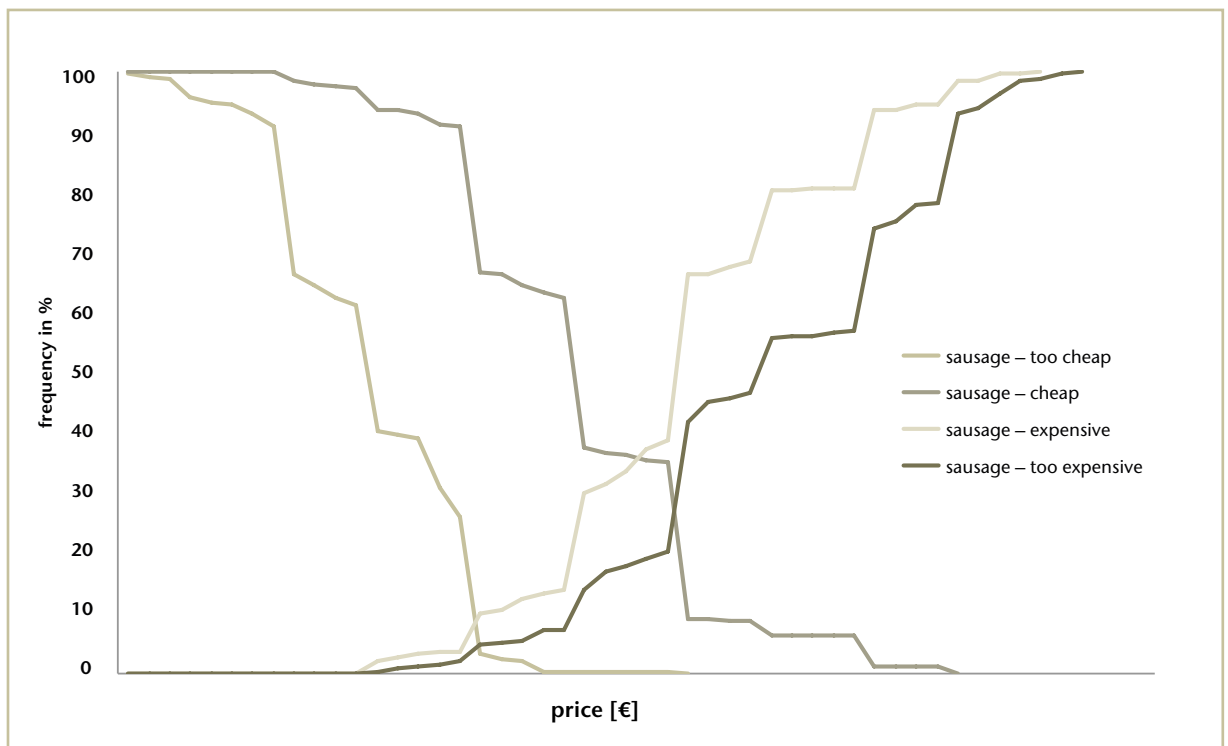 100
90
80
70
60
50
40
30
20
10
0
frequency in %
price [€]
sausage – too cheap
sausage – cheap
sausage – expensive
sausage – too expensive